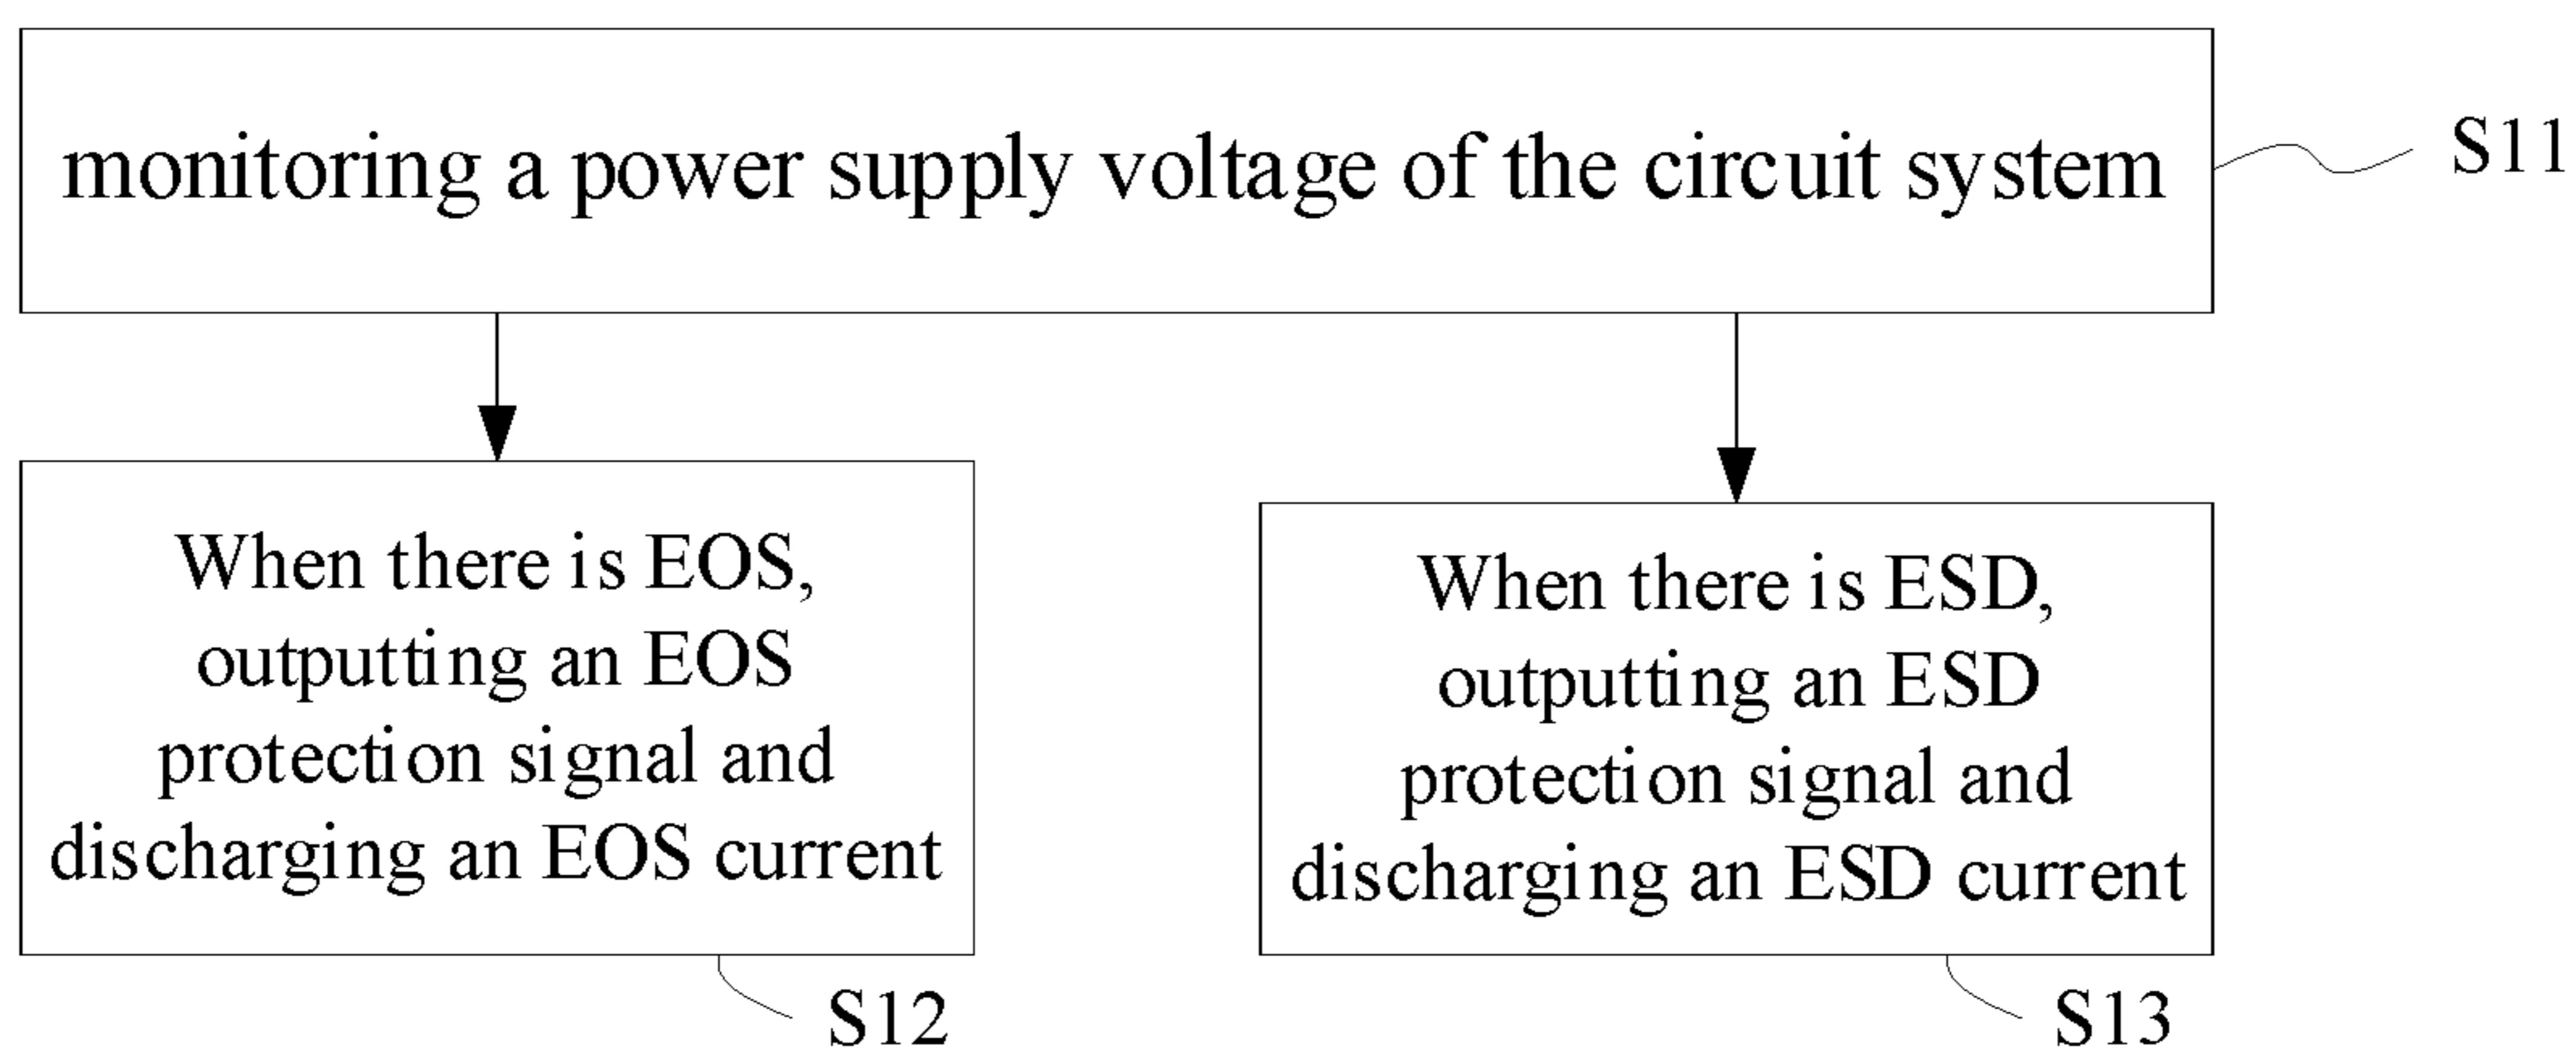 monitoring a power supply voltage of the circuit system
S11
When there is EOS,
outputting an EOS
protection signal and
discharging an EOS current
S12
When there is ESD,
outputting an ESD
protection signal and
discharging an ESD current
S13